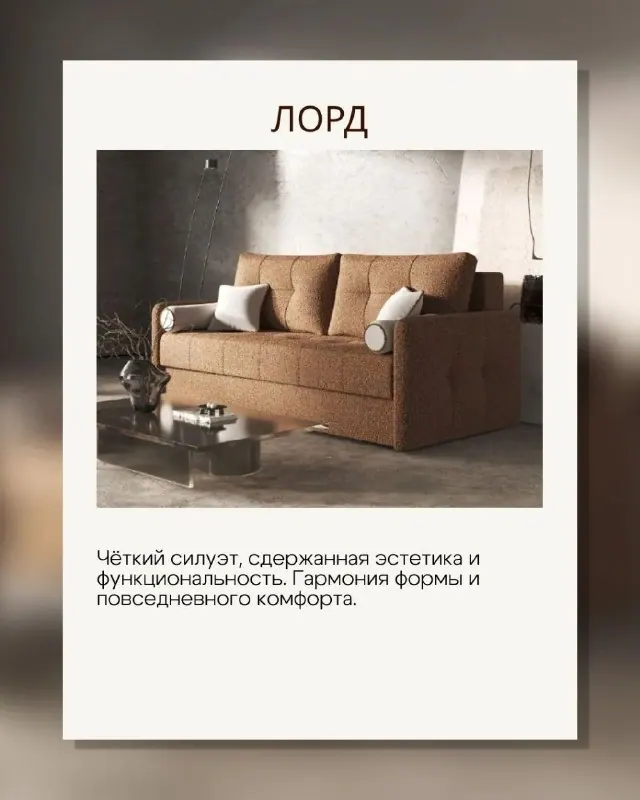 ЛОРД
Чёткий силуэт, сдержанная эстетика и
функциональность. Гармония формы и
повседневного комфорта.